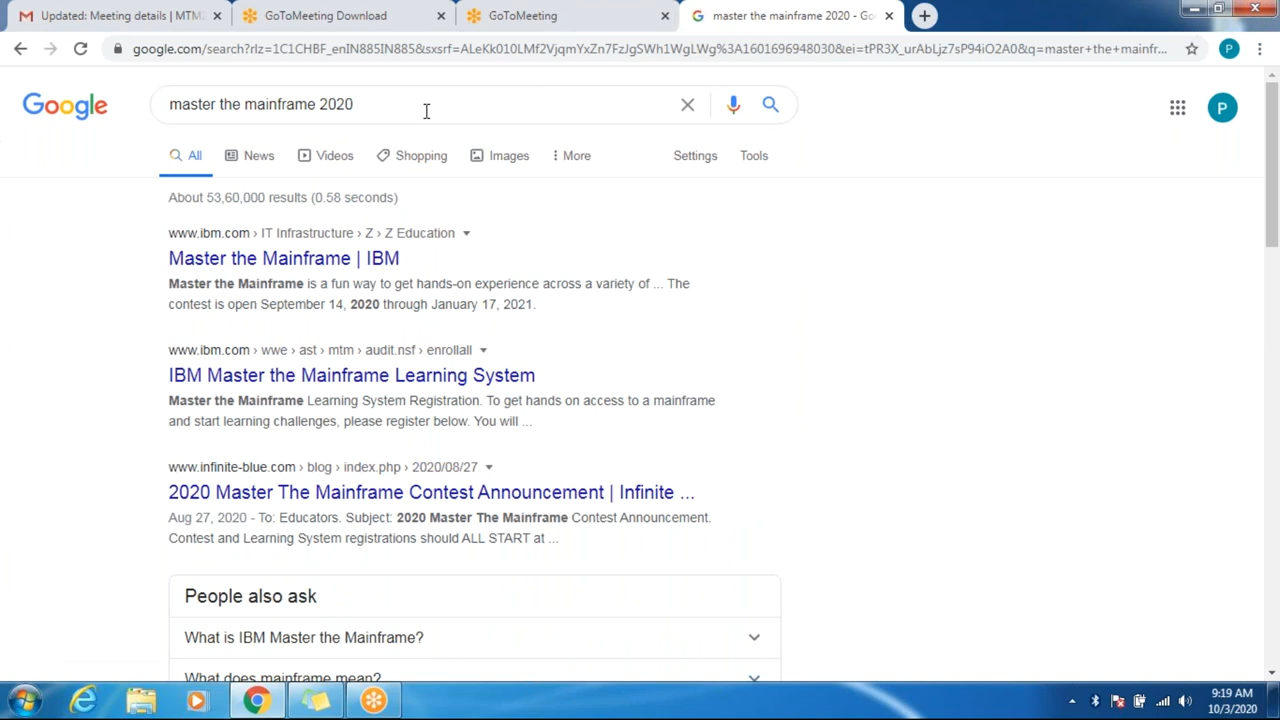 Updated: Meeting details | MTM2
GoToMeeting Download
GoToMeeting
master the mainframe 2020 - Go
google.com/search?rlz=1C1CHBF_enIN885IN885&sxsrf=ALeKk010LMf2VjqmYxZn7FzJgSWh1WgLWg%3A1601696948030&ei=tPR3X_urAbLjz7sP94iO2A0&q=master+the+mainfr...
P
Google
master the mainframe 2020
P
All
News
Videos
Shopping
Images
More
Settings
Tools
About 53,60,000 results (0.58 seconds)
www.ibm.com › IT Infrastructure › Z › Z Education
Master the Mainframe | IBM
Master the Mainframe is a fun way to get hands-on experience across a variety of ... The
contest is open September 14, 2020 through January 17, 2021.
www.ibm.com › wwe › ast › mtm › audit.nsf › enrollall
IBM Master the Mainframe Learning System
Master the Mainframe Learning System Registration. To get hands on access to a mainframe
and start learning challenges, please register below. You will ...
www.infinite-blue.com › blog › index.php › 2020/08/27
2020 Master The Mainframe Contest Announcement | Infinite ...
Aug 27, 2020 - To: Educators. Subject: 2020 Master The Mainframe Contest Announcement.
Contest and Learning System registrations should ALL START at ...
People also ask
What is IBM Master the Mainframe?
What does mainframe mean?
9:19 AM
10/3/2020